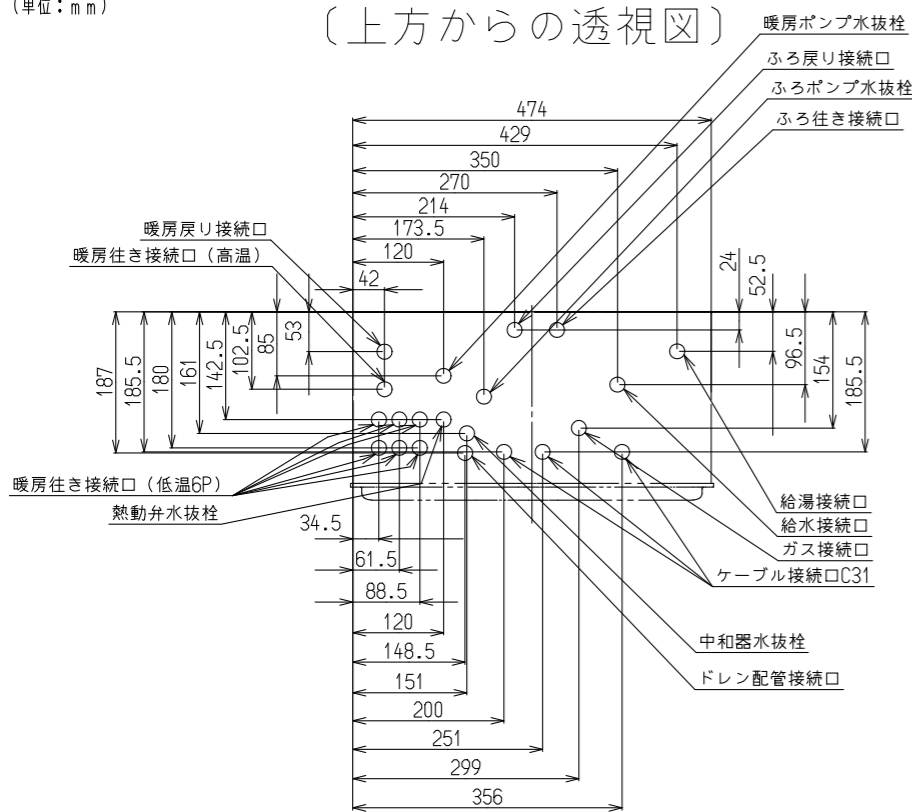 (単位:mm)
〔上方からの透視図〕
暖房ポンプ水抜栓
ふろ戻り接続口
ふろポンプ水抜栓
ふろ往き接続口
474
429
350
270
214
173.5
120
42
暖房戻り接続口
暖房往き接続口（高温）
24
52.5
96.5
154
185.5
187
185.5
180
161
142.5
102.5
85
53
暖房往き接続口（低温6P）
熱動弁水抜栓
給湯接続口
給水接続口
ガス接続口
ケーブル接続口C31
中和器水抜栓
ドレン配管接続口
34.5
61.5
88.5
120
148.5
151
200
251
299
356